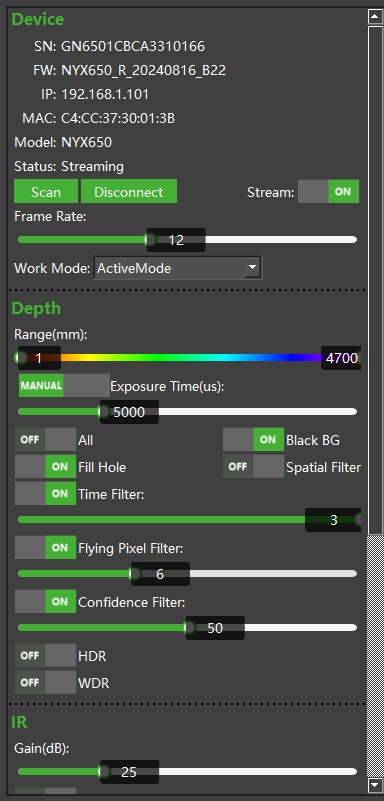 Device
SN: GN6501CBCA3310166
FW: NYX650_R_20240816_B22
IP: 192.168.1.101
MAC: C4:CC:37:30:01:3B
Model: NYX650
Status: Streaming
Scan Disconnect Stream: ON
Frame Rate:
12
Work Mode: ActiveMode
Depth
Range(mm):
1 4700
MANUAL Exposure Time(us):
5000
OFF All ON Black BG
ON Fill Hole OFF Spatial Filter
ON Time Filter:
3
ON Flying Pixel Filter:
6
ON Confidence Filter:
50
OFF HDR
OFF WDR
IR
Gain(dB):
25